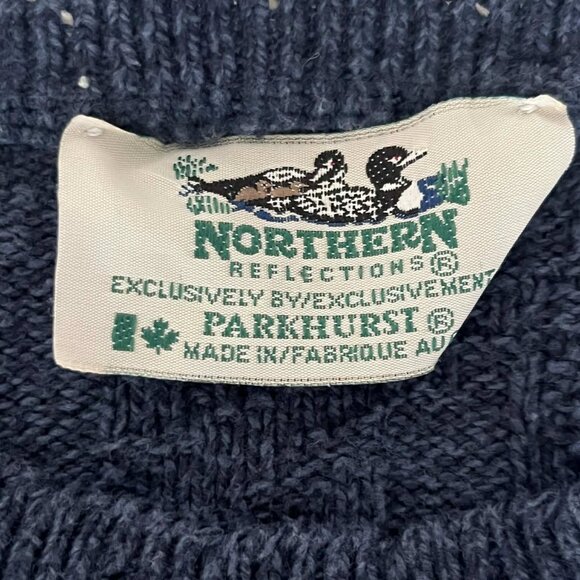 NORTHERN
REFLECTIONS®
EXCLUSIVELY BY/EXCLUSIVEMENT
PARKHURST®
MADE IN/FABRIQUE AU